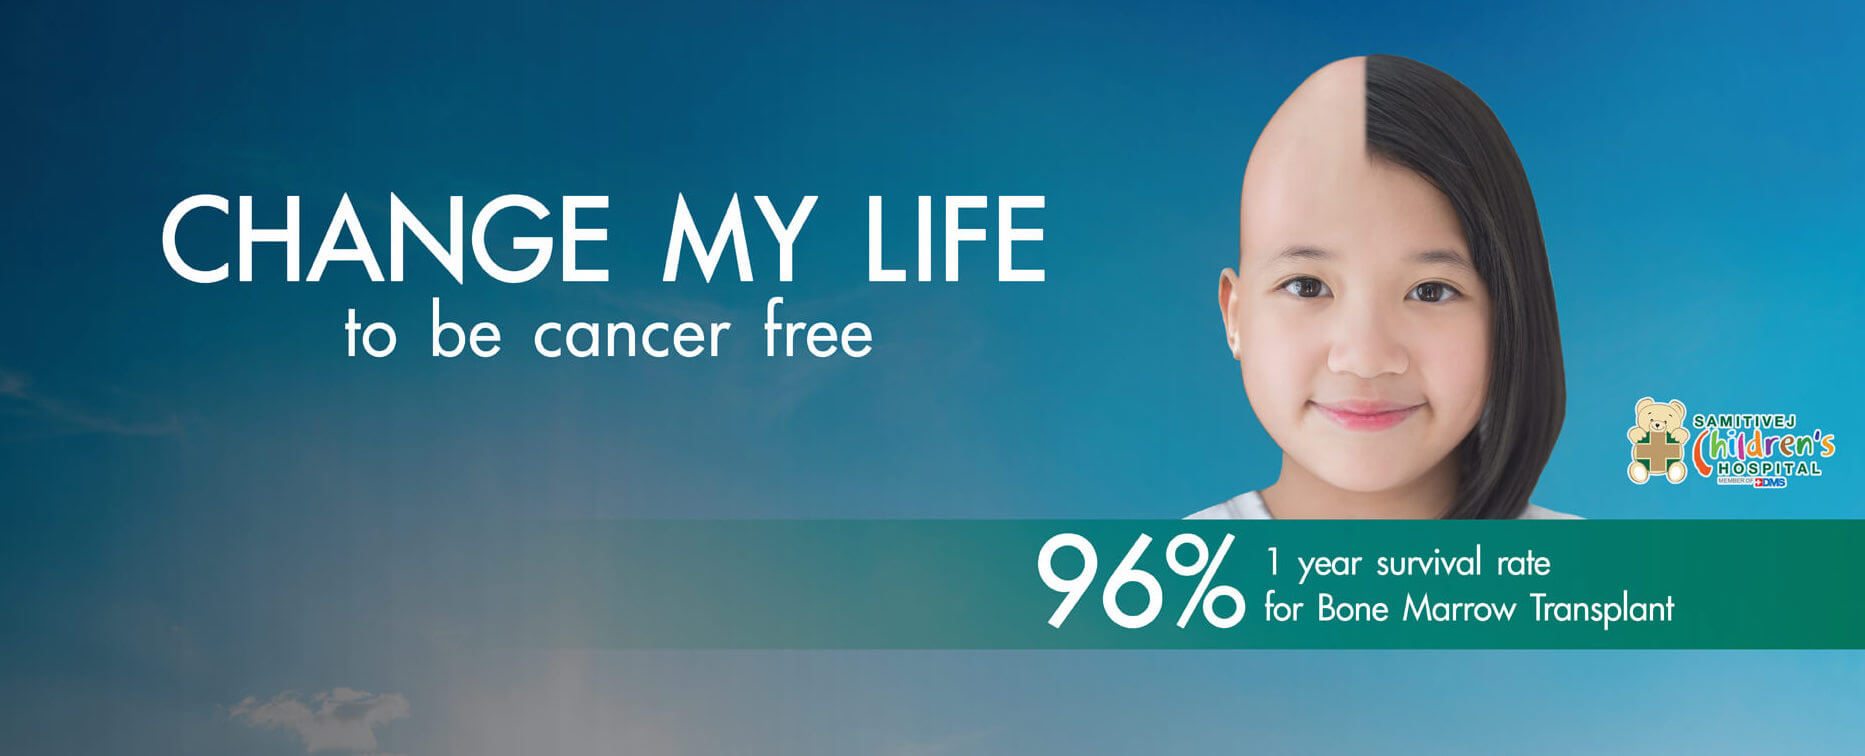 CHANGE MY LIFE
to be cancer free
SAMITIVEJ
Children's
HOSPITAL
MEMBER OF BDMS
96%
1 year survival rate
for Bone Marrow Transplant